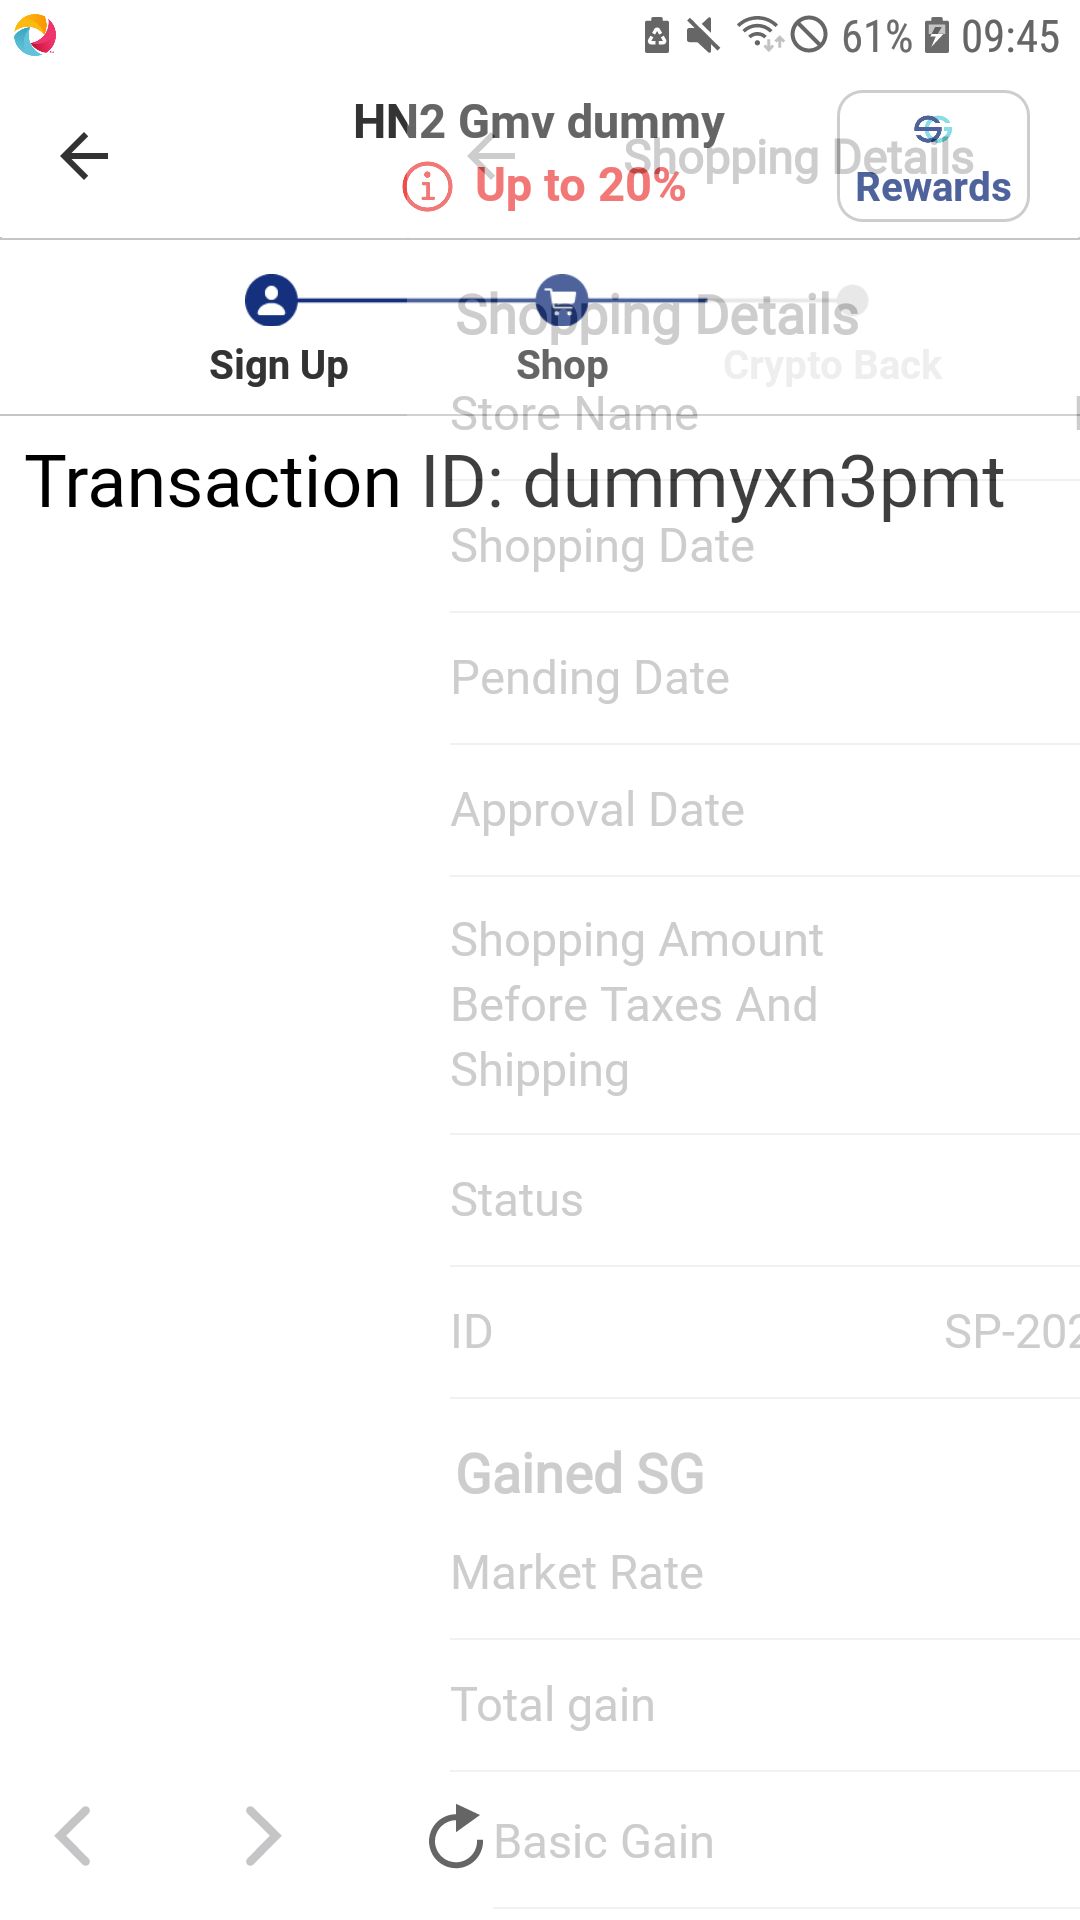 61% 09:45
HN2 Gmv dummy
Up to 20%
Rewards
Shopping Details
Sign Up
Shop
Crypto Back
Transaction ID: dummyxn3pmt
Shopping Details
Store Name
Shopping Date
Pending Date
Approval Date
Shopping Amount
Before Taxes And
Shipping
Status
ID SP-202
Gained SG
Market Rate
Total gain
Basic Gain